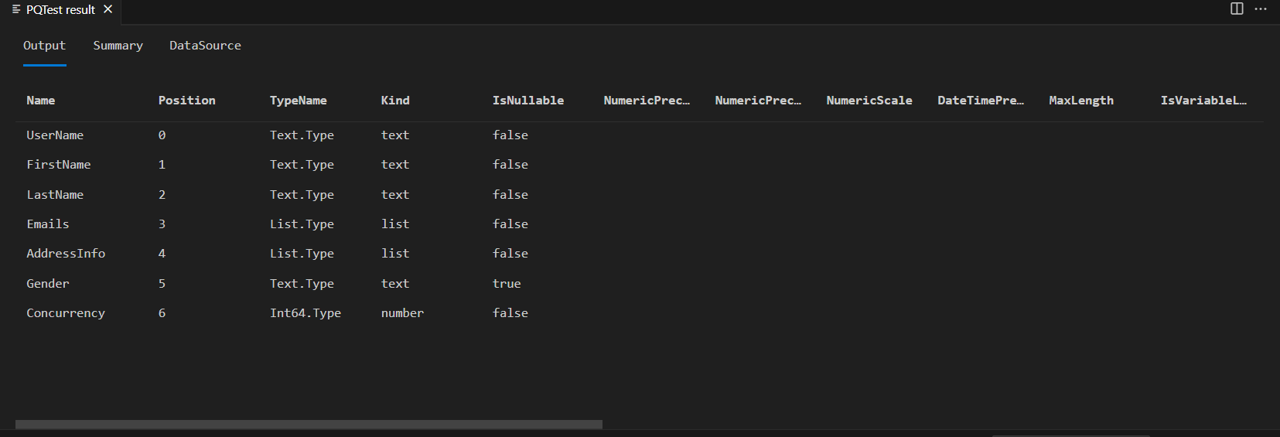 PQTest result
Output Summary DataSource
Name Position TypeName Kind IsNullable NumericPrec… NumericPrec… NumericScale DateTimePre… MaxLength IsVariableL…
UserName 0 Text.Type text false
FirstName 1 Text.Type text false
LastName 2 Text.Type text false
Emails 3 List.Type list false
AddressInfo 4 List.Type list false
Gender 5 Text.Type text true
Concurrency 6 Int64.Type number false